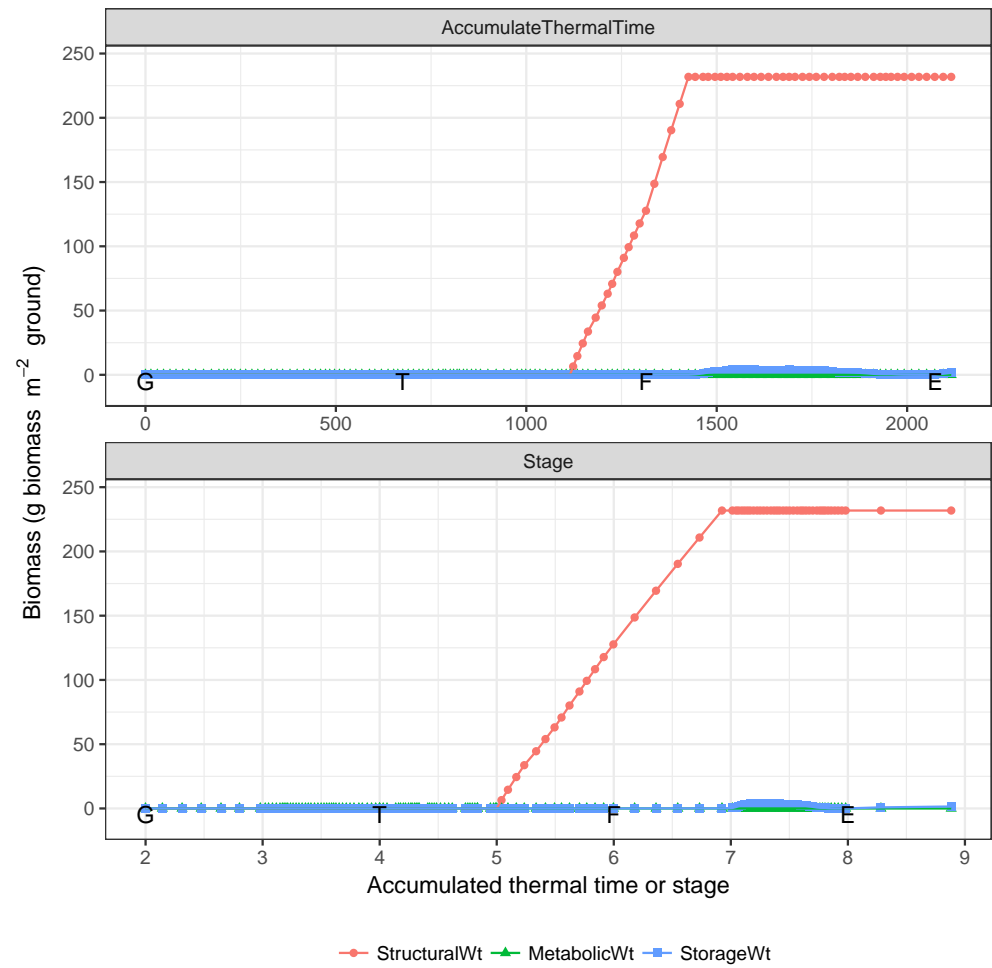 AccumulateThermalTime
250
200
150
100
50
0
G T F E
0 500 1000 1500 2000
Stage
250
200
150
100
50
0
G T F E
2 3 4 5 6 7 8 9
Biomass (g biomass m⁻² ground)
Accumulated thermal time or stage
StructuralWt MetabolicWt StorageWt